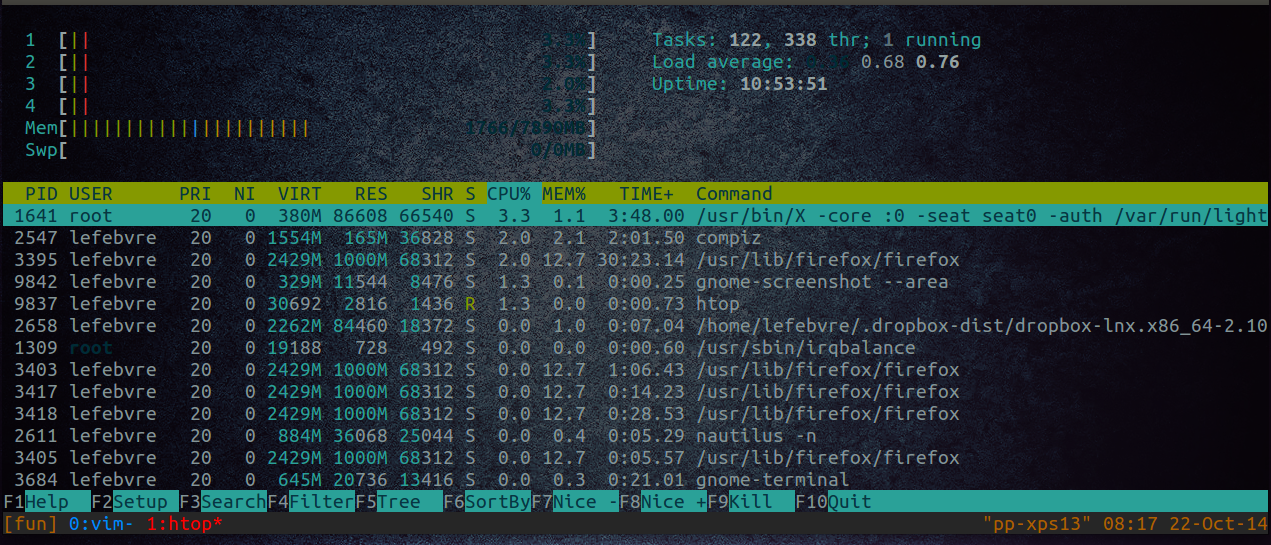 1 [|| ] Tasks: 122, 338 thr; 1 running
2 [|| ] Load average: 0.68 0.76
3 [|| 2.0%] Uptime: 10:53:51
4 [|| ]
Mem[|||||||||||||||||||||| 1766/7890MB]
Swp[ 0/0MB]
PID USER PRI NI VIRT RES SHR S CPU% MEM% TIME+ Command
1641 root 20 0 380M 86608 66540 S 3.3 1.1 3:48.00 /usr/bin/X -core :0 -seat seat0 -auth /var/run/light
2547 lefebvre 20 0 1554M 165M 36828 S 2.0 2.1 2:01.50 compiz
3395 lefebvre 20 0 2429M 1000M 68312 S 2.0 12.7 30:23.14 /usr/lib/firefox/firefox
9842 lefebvre 20 0 329M 11544 8476 S 1.3 0.1 0:00.25 gnome-screenshot --area
9837 lefebvre 20 0 30692 2816 1436 R 1.3 0.0 0:00.73 htop
2658 lefebvre 20 0 2262M 84460 18372 S 0.0 1.0 0:07.04 /home/lefebvre/.dropbox-dist/dropbox-lnx.x86_64-2.10
1309 root 20 0 19188 728 492 S 0.0 0.0 0:00.60 /usr/sbin/irqbalance
3403 lefebvre 20 0 2429M 1000M 68312 S 0.0 12.7 1:06.43 /usr/lib/firefox/firefox
3417 lefebvre 20 0 2429M 1000M 68312 S 0.0 12.7 0:14.23 /usr/lib/firefox/firefox
3418 lefebvre 20 0 2429M 1000M 68312 S 0.0 12.7 0:28.53 /usr/lib/firefox/firefox
2611 lefebvre 20 0 884M 36068 25044 S 0.0 0.4 0:05.29 nautilus -n
3405 lefebvre 20 0 2429M 1000M 68312 S 0.0 12.7 0:05.57 /usr/lib/firefox/firefox
3684 lefebvre 20 0 645M 20736 13416 S 0.0 0.3 0:21.01 gnome-terminal
F1Help F2Setup F3SearchF4FilterF5Tree F6SortByF7Nice -F8Nice +F9Kill F10Quit
[fun] 0:vim- 1:htop* "pp-xps13" 08:17 22-Oct-14